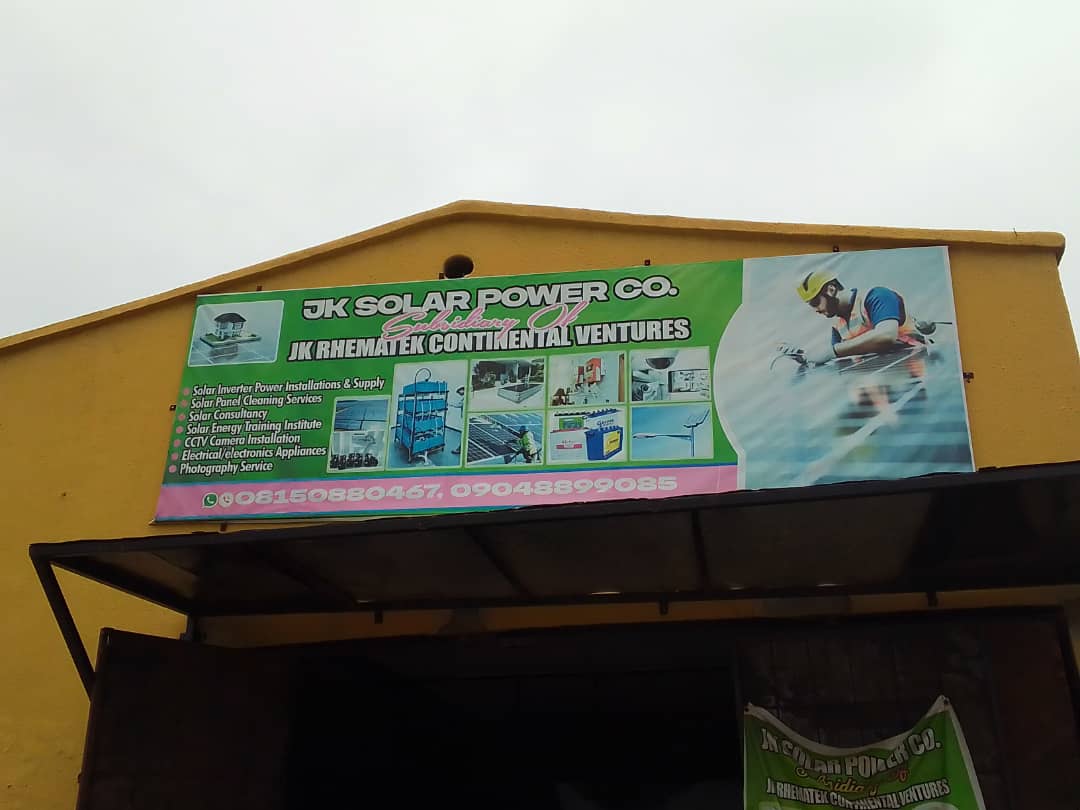 JK SOLAR POWER CO.
Subsidiary Of
JK RHEMATEK CONTINENTAL VENTURES
Solar Inverter Power Installations & Supply
Solar Panel Cleaning Services
Solar Consultancy
Solar Energy Training Institute
CCTV Camera Installation
Electrical/electronics Appliances
Photography Service
08150880467, 09048899085
JK SOLAR POWER CO.
Subsidiary Of
JK RHEMATEK CONTINENTAL VENTURES